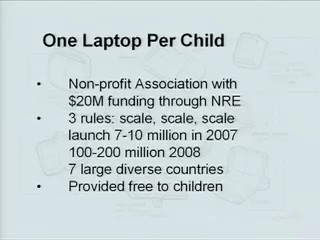 One Laptop Per Child
• Non-profit Association with
$20M funding through NRE
• 3 rules: scale, scale, scale
launch 7-10 million in 2007
100-200 million 2008
7 large diverse countries
• Provided free to children